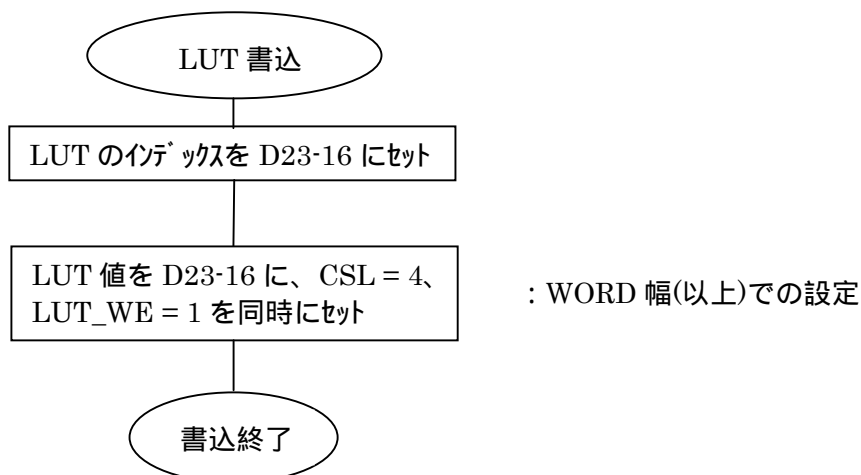 LUT 書込
LUT のｲﾝﾃﾞｯｸｽを D23-16 にｾｯﾄ
LUT 値を D23-16 に、CSL = 4、
LUT_WE = 1 を同時にｾｯﾄ
: WORD 幅(以上)での設定
書込終了